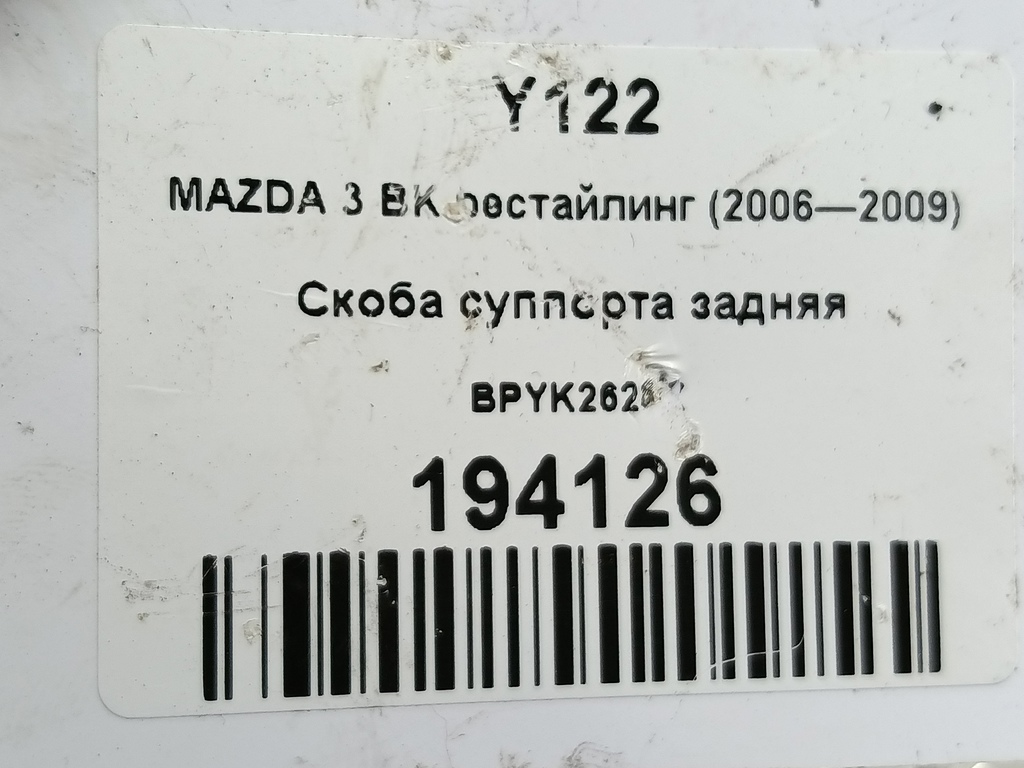 Y122
MAZDA 3 BK рестайлинг (2006—2009)
Скоба суппорта задняя
194126